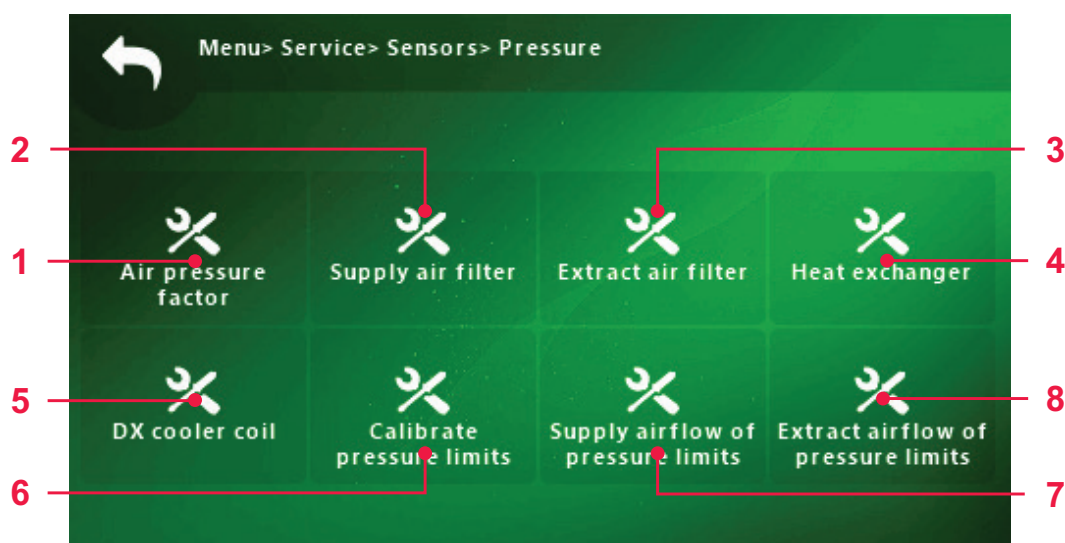 Menu> Service> Sensors> Pressure
2
3
1
4
Air pressure
factor
Supply air filter
Extract air filter
Heat exchanger
5
8
DX cooler coil
Calibrate
pressure limits
Supply airflow of
pressure limits
Extract airflow of
pressure limits
6
7